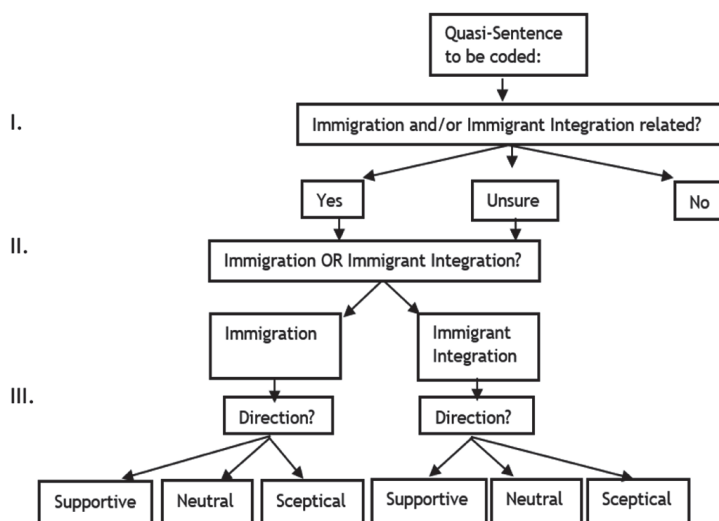 Quasi-Sentence
to be coded:
I.
Immigration and/or Immigrant Integration related?
Yes
Unsure
No
II.
Immigration OR Immigrant Integration?
Immigration
Immigrant
Integration
III.
Direction?
Direction?
Supportive
Neutral
Sceptical
Supportive
Neutral
Sceptical